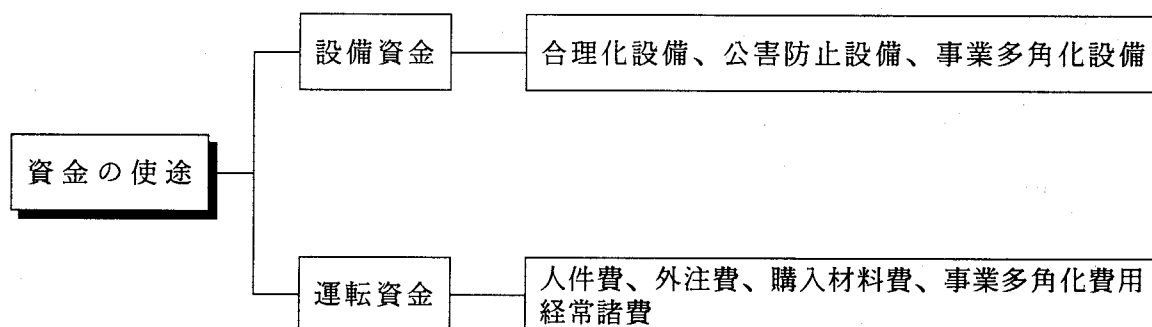 設備資金
合理化設備、公害防止設備、事業多角化設備
資金の使途
運転資金
人件費、外注費、購入材料費、事業多角化費用
経常諸費